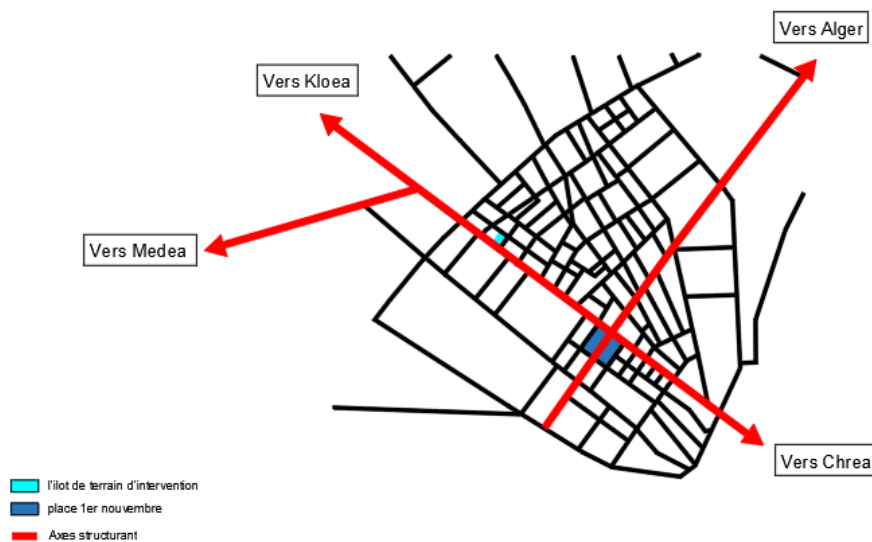 Vers Alger
Vers Kloea
Vers Medea
Vers Chrea
l'ilot de terrain d'intervention
place 1er nouvembre
Axes structurant